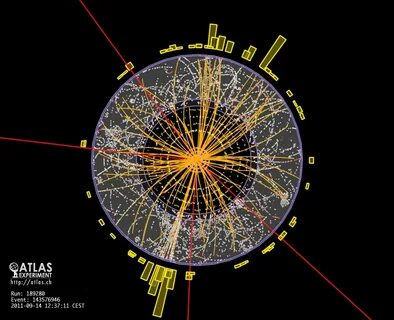 ATLAS
EXPERIMENT
http://atlas.ch
Run: 189280
Event: 143576946
2011-09-14 12:37:11 CEST